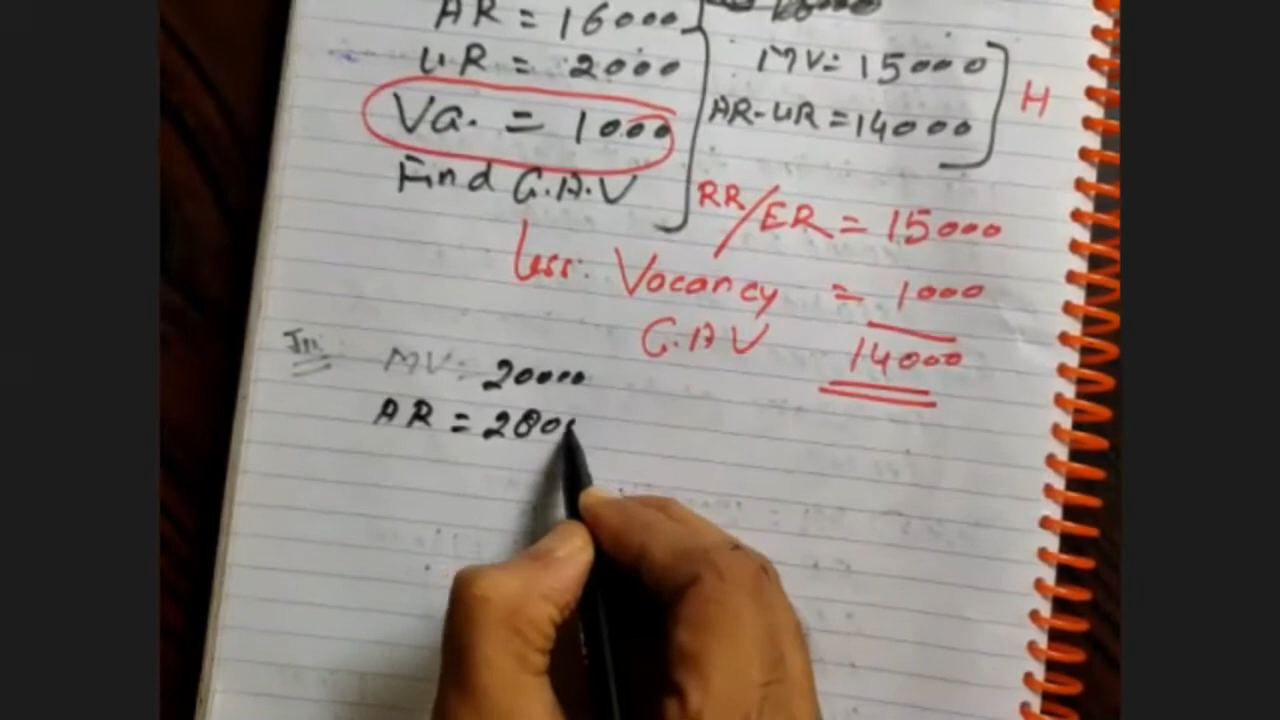 AR = 16000
UR = 2000
Va. = 1000
Find G.A.V
MV = 15000
AR-UR = 14000
H
RR/ER = 15000
Less: Vocancy = 1000
G.A.V 14000
MV = 20000
AR = 2800